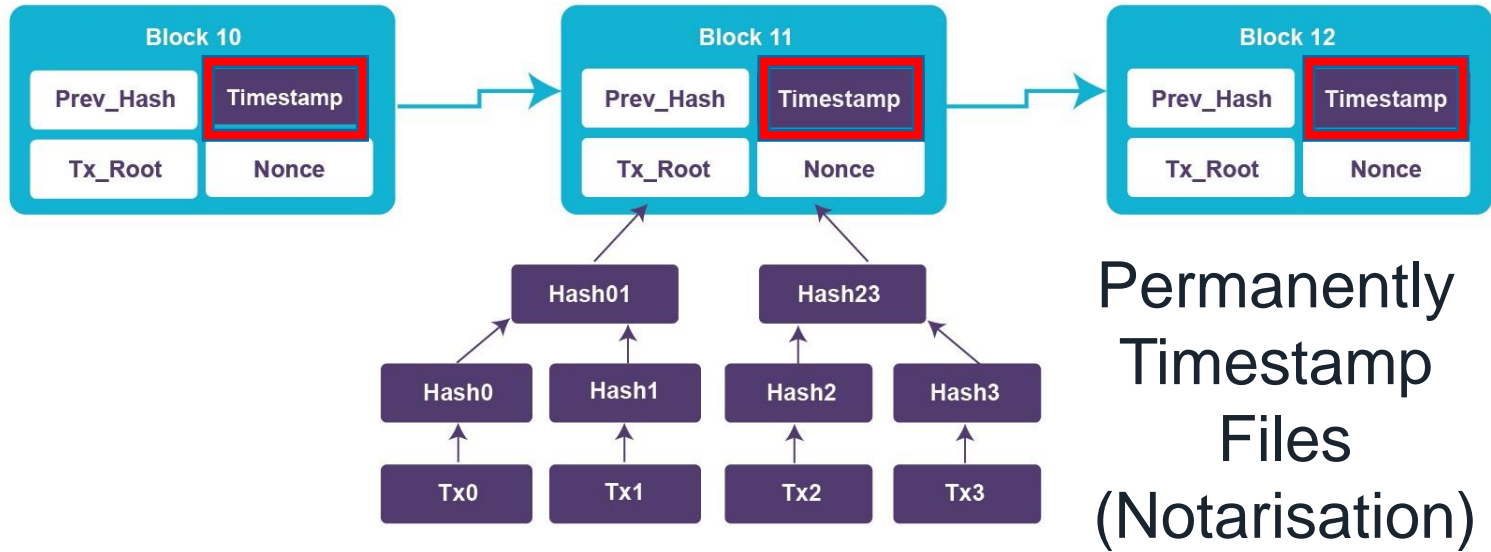 Block 10
Prev_Hash Timestamp
Tx_Root Nonce
Block 11
Prev_Hash Timestamp
Tx_Root Nonce
Block 12
Prev_Hash Timestamp
Tx_Root Nonce
Hash01 Hash23
Hash0 Hash1 Hash2 Hash3
Tx0 Tx1 Tx2 Tx3
Permanently
Timestamp
Files
(Notarisation)